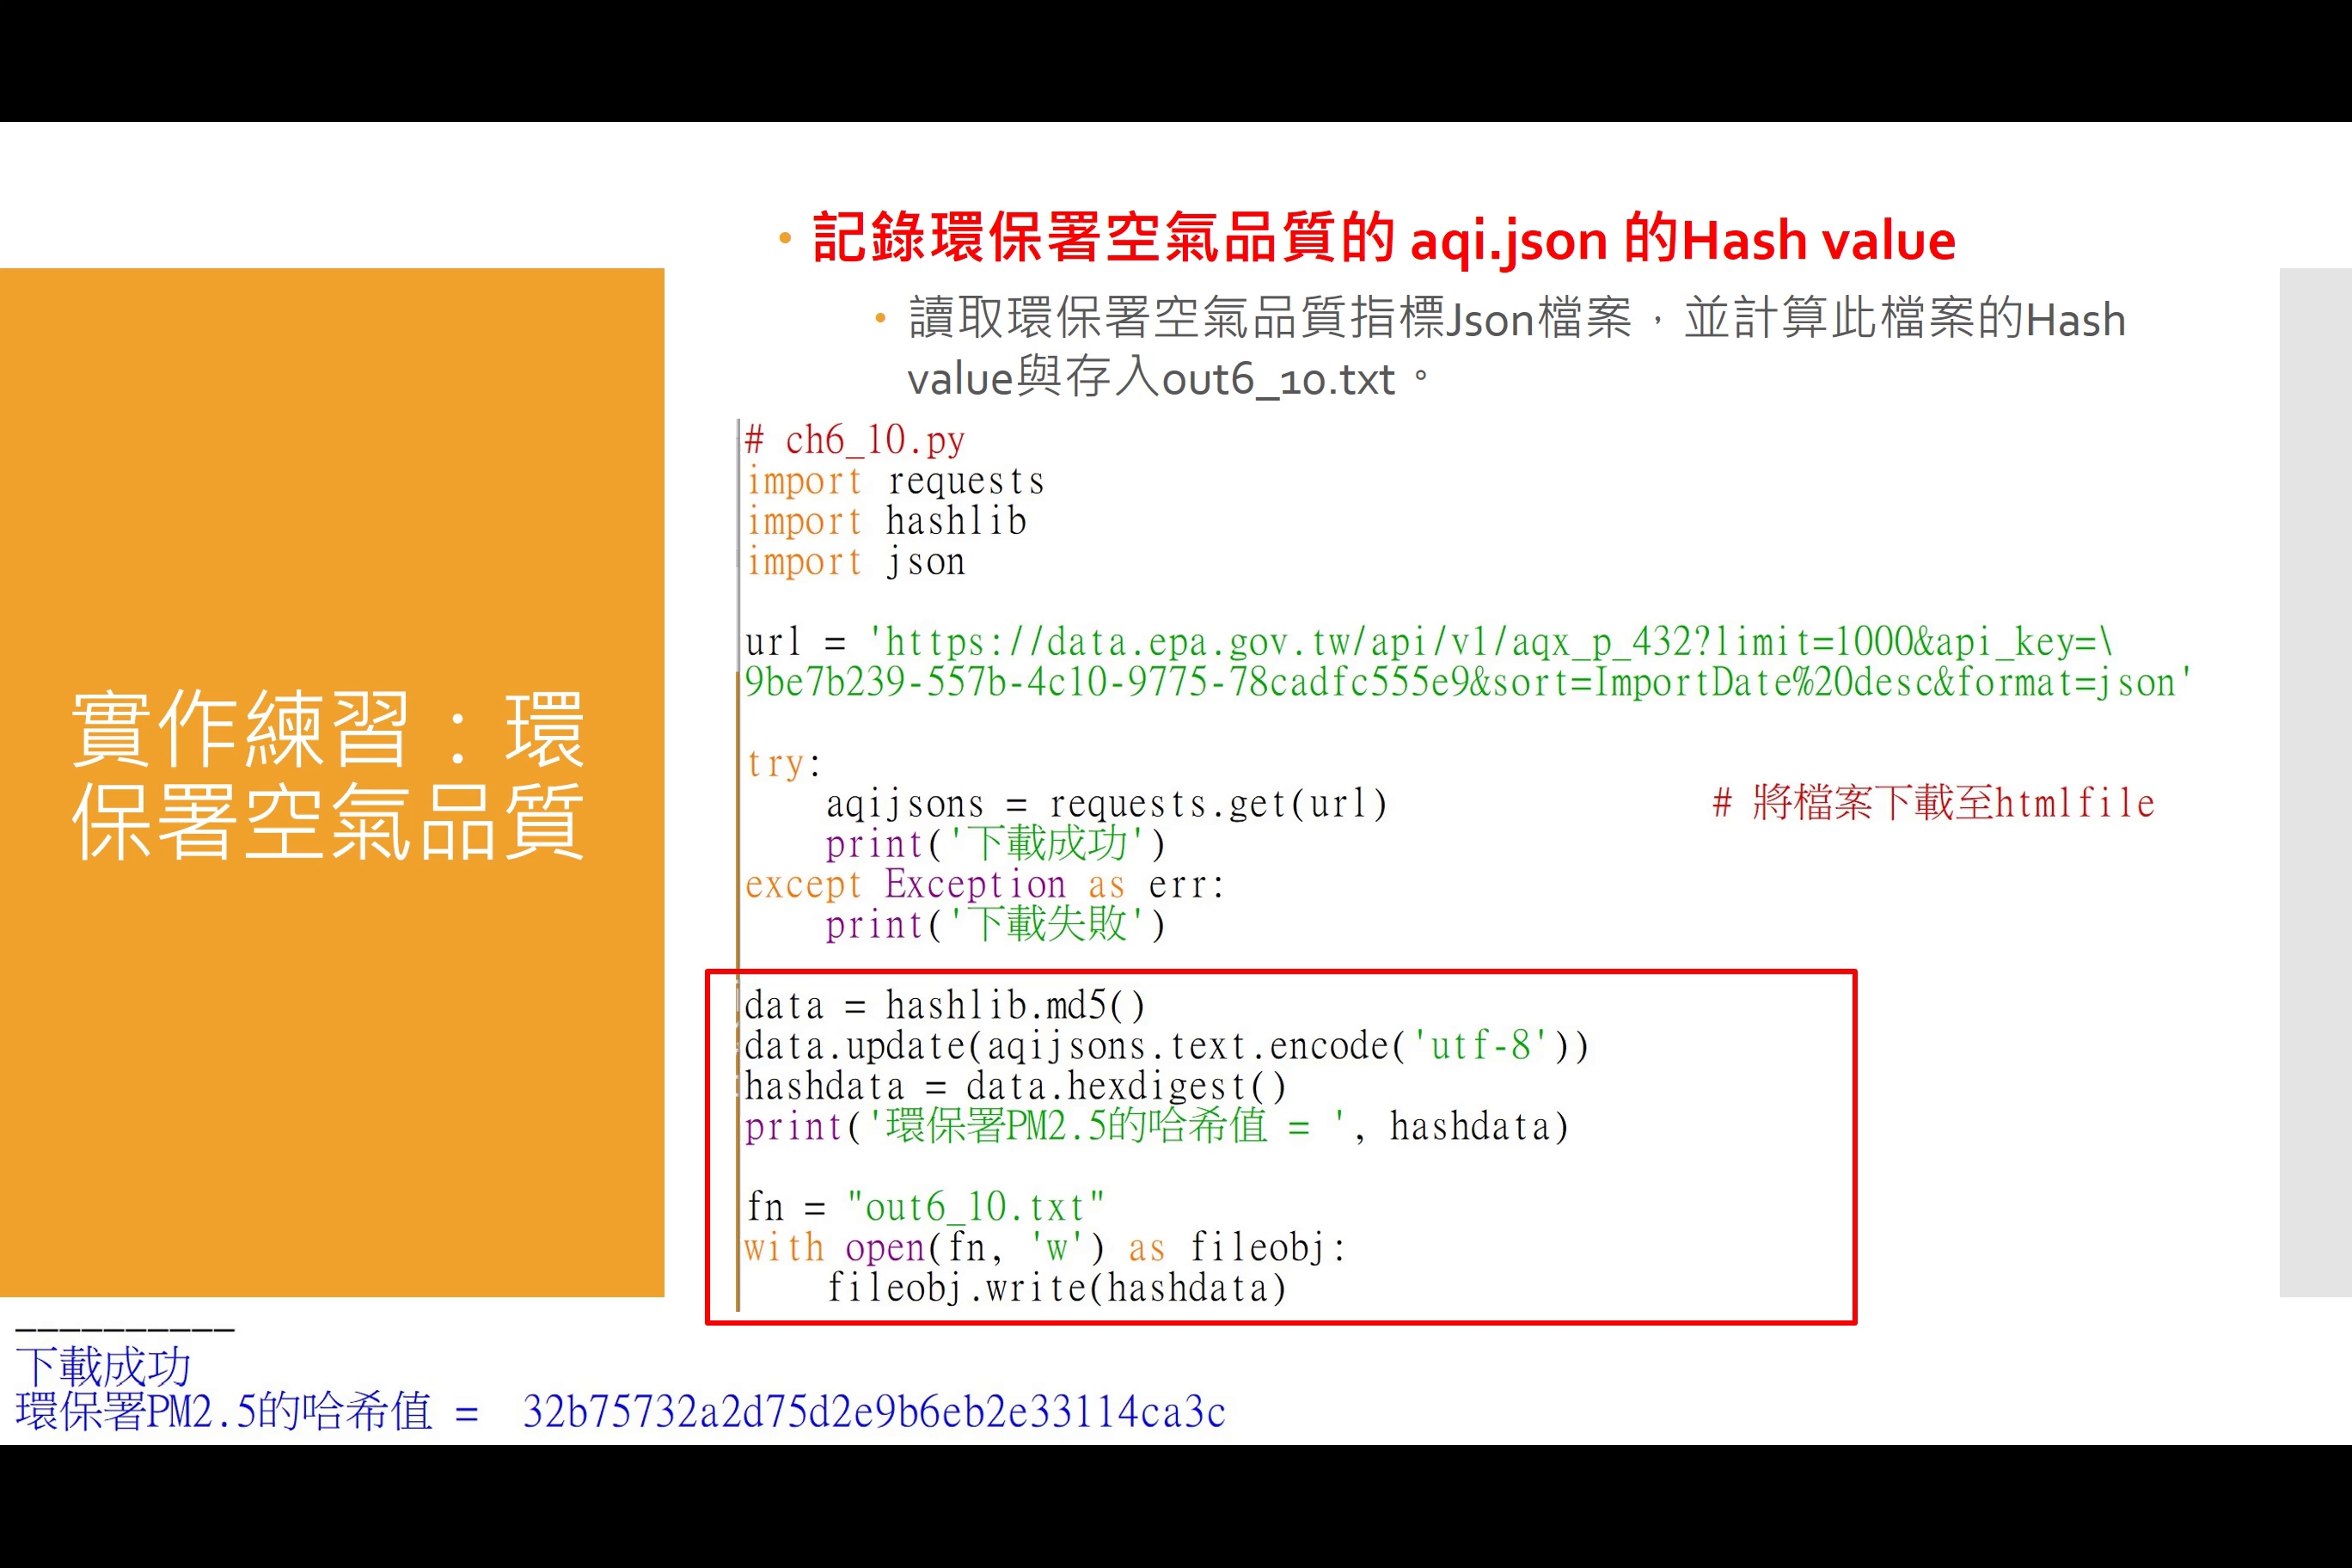 • 記錄環保署空氣品質的 aqi.json 的Hash value
• 讀取環保署空氣品質指標Json檔案，並計算此檔案的Hash
value與存入out6_10.txt。
實作練習：環
保署空氣品質
# ch6_10.py
import requests
import hashlib
import json
url = 'https://data.epa.gov.tw/api/v1/aqx_p_432?limit=1000&api_key=\
9be7b239-557b-4c10-9775-78cadfc555e9&sort=ImportDate%20desc&format=json'
try:
    aqijsons = requests.get(url) # 將檔案下載至htmlfile
    print('下載成功')
except Exception as err:
    print('下載失敗')
data = hashlib.md5()
data.update(aqijsons.text.encode('utf-8'))
hashdata = data.hexdigest()
print('環保署PM2.5的哈希值 = ', hashdata)
fn = "out6_10.txt"
with open(fn, 'w') as fileobj:
    fileobj.write(hashdata)
----------
下載成功
環保署PM2.5的哈希值 =  32b75732a2d75d2e9b6eb2e33114ca3c